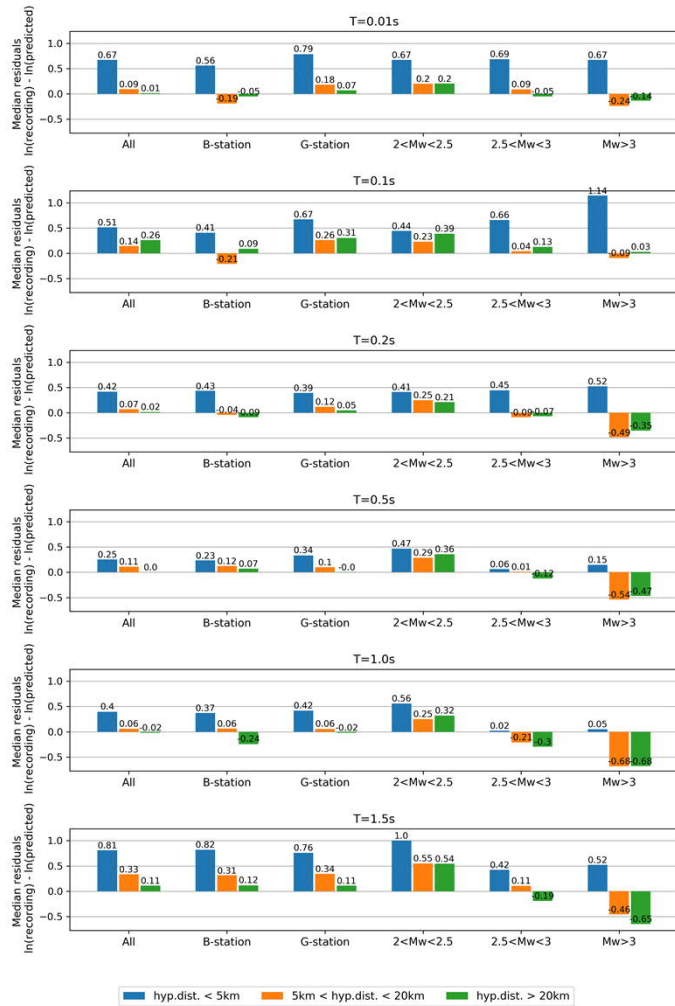 T=0.01s
Median residuals
ln(recording) - ln(predicted)
1.0
0.5
0.0
−0.5
0.67 0.09 0.01 0.56 -0.19 -0.05 0.79 0.18 0.07 0.67 0.2 0.2 0.69 0.09 -0.05 0.67 -0.24 -0.14
All B-station G-station 2<Mw<2.5 2.5<Mw<3 Mw>3
T=0.1s
Median residuals
ln(recording) - ln(predicted)
1.0
0.5
0.0
−0.5
0.51 0.14 0.26 0.41 -0.21 0.09 0.67 0.26 0.31 0.44 0.23 0.39 0.66 0.04 0.13 1.14 -0.09 0.03
All B-station G-station 2<Mw<2.5 2.5<Mw<3 Mw>3
T=0.2s
Median residuals
ln(recording) - ln(predicted)
1.0
0.5
0.0
−0.5
0.42 0.07 0.02 0.43 -0.04 -0.09 0.39 0.12 0.05 0.41 0.25 0.21 0.45 -0.09 -0.07 0.52 -0.49 -0.35
All B-station G-station 2<Mw<2.5 2.5<Mw<3 Mw>3
T=0.5s
Median residuals
ln(recording) - ln(predicted)
1.0
0.5
0.0
−0.5
0.25 0.11 0.0 0.23 0.12 0.07 0.34 0.1 -0.0 0.47 0.29 0.36 0.06 0.01 -0.12 0.15 -0.54 -0.47
All B-station G-station 2<Mw<2.5 2.5<Mw<3 Mw>3
T=1.0s
Median residuals
ln(recording) - ln(predicted)
1.0
0.5
0.0
−0.5
0.4 0.06 -0.02 0.37 0.06 -0.24 0.42 0.06 -0.02 0.56 0.25 0.32 0.02 -0.21 -0.3 0.05 -0.68 -0.68
All B-station G-station 2<Mw<2.5 2.5<Mw<3 Mw>3
T=1.5s
Median residuals
ln(recording) - ln(predicted)
1.0
0.5
0.0
−0.5
0.81 0.33 0.11 0.82 0.31 0.12 0.76 0.34 0.11 1.0 0.55 0.54 0.42 0.11 -0.19 0.52 -0.46 -0.65
All B-station G-station 2<Mw<2.5 2.5<Mw<3 Mw>3
hyp.dist. < 5km 5km < hyp.dist. < 20km hyp.dist. > 20km